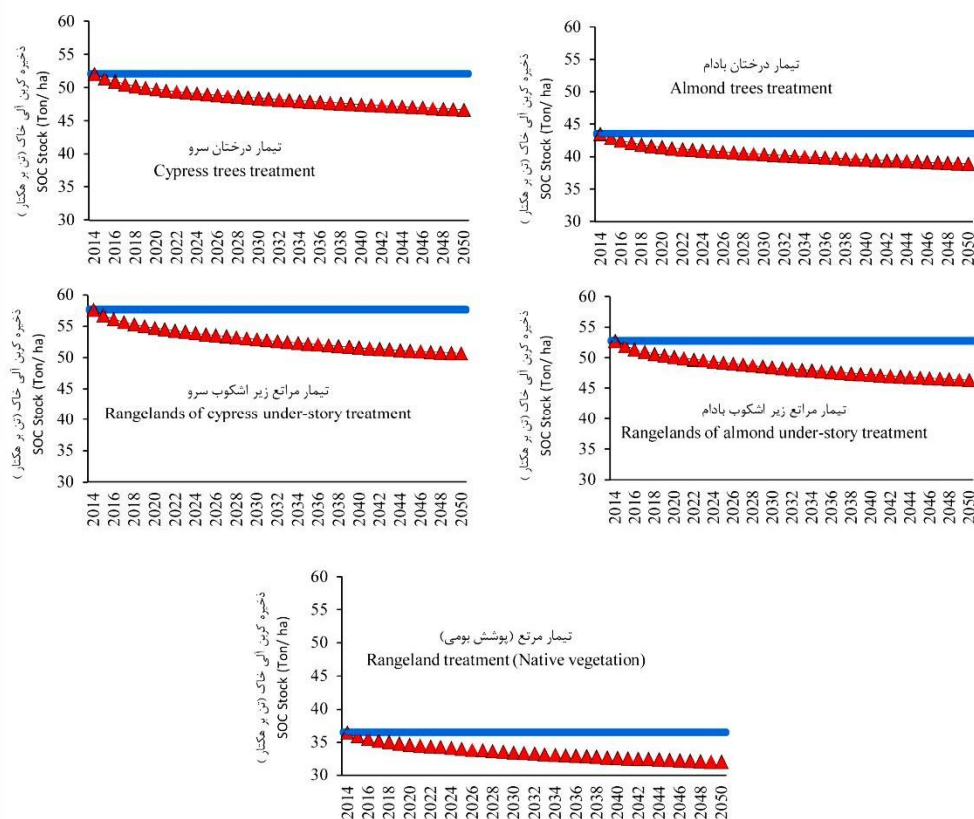 ذخیره کربن آلی خاک (تن بر هکتار)
SOC Stock (Ton/ ha)
60
55
50
45
40
35
30
تیمار درختان سرو
Cypress trees treatment
2014 2016 2018 2020 2022 2024 2026 2028 2030 2032 2034 2036 2038 2040 2042 2044 2046 2048 2050
ذخیره کربن آلی خاک (تن بر هکتار)
SOC Stock (Ton/ ha)
60
55
50
45
40
35
30
تیمار درختان بادام
Almond trees treatment
2014 2016 2018 2020 2022 2024 2026 2028 2030 2032 2034 2036 2038 2040 2042 2044 2046 2048 2050
ذخیره کربن آلی خاک (تن بر هکتار)
SOC Stock (Ton/ ha)
60
55
50
45
40
35
30
تیمار مراتع زیر اشکوب سرو
Rangelands of cypress under-story treatment
2014 2016 2018 2020 2022 2024 2026 2028 2030 2032 2034 2036 2038 2040 2042 2044 2046 2048 2050
ذخیره کربن آلی خاک (تن بر هکتار)
SOC Stock (Ton/ ha)
60
55
50
45
40
35
30
تیمار مراتع زیر اشکوب بادام
Rangelands of almond under-story treatment
2014 2016 2018 2020 2022 2024 2026 2028 2030 2032 2034 2036 2038 2040 2042 2044 2046 2048 2050
ذخیره کربن آلی خاک (تن بر هکتار)
SOC Stock (Ton/ ha)
60
55
50
45
40
35
30
تیمار مرتع (پوشش بومی)
Rangeland treatment (Native vegetation)
2014 2016 2018 2020 2022 2024 2026 2028 2030 2032 2034 2036 2038 2040 2042 2044 2046 2048 2050